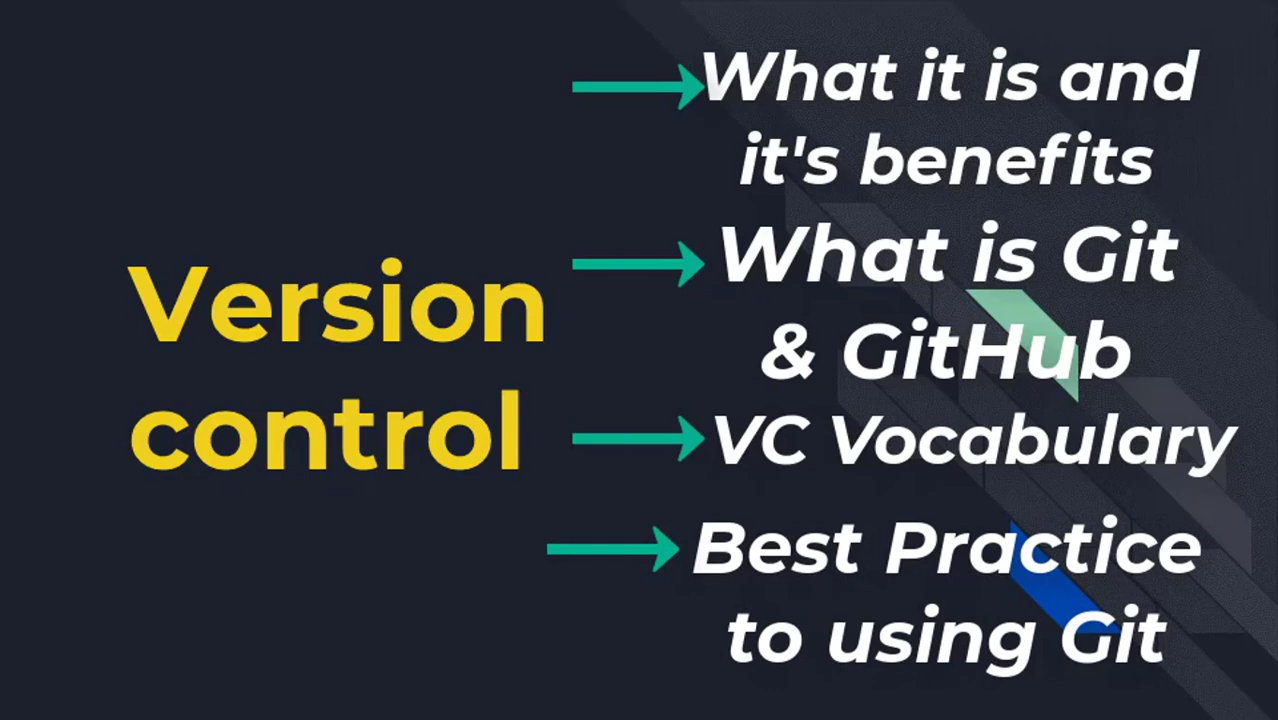 Version
control
What it is and
it's benefits
What is Git
& GitHub
VC Vocabulary
Best Practice
to using Git